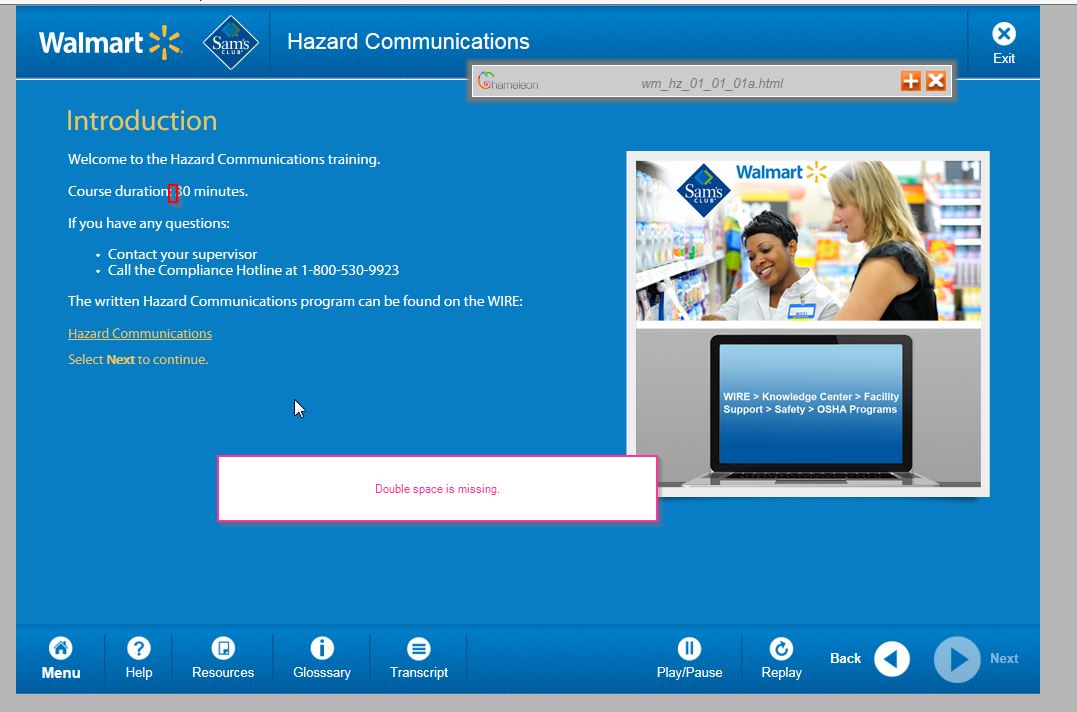 Walmart
Sam's CLUB
Hazard Communications
Exit
Chameleon
wm_hz_01_01_01a.html
Introduction
Welcome to the Hazard Communications training.
Course duration: 30 minutes.
If you have any questions:
• Contact your supervisor
• Call the Compliance Hotline at 1-800-530-9923
The written Hazard Communications program can be found on the WIRE:
Hazard Communications
Select Next to continue.
Walmart
Sam's CLUB
WIRE > Knowledge Center > Facility
Support > Safety > OSHA Programs
Double space is missing.
Menu
Help
Resources
Glosssary
Transcript
Play/Pause
Replay
Back
Next